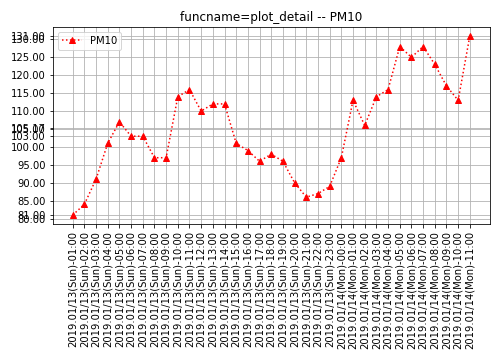 funcname=plot_detail -- PM10
PM10
131.00
130.00
125.00
120.00
115.00
110.00
105.00
103.00
100.00
95.00
90.00
85.00
81.00
80.00
2019.01/13(Sun)-01:00
2019.01/13(Sun)-02:00
2019.01/13(Sun)-03:00
2019.01/13(Sun)-04:00
2019.01/13(Sun)-05:00
2019.01/13(Sun)-06:00
2019.01/13(Sun)-07:00
2019.01/13(Sun)-08:00
2019.01/13(Sun)-09:00
2019.01/13(Sun)-10:00
2019.01/13(Sun)-11:00
2019.01/13(Sun)-12:00
2019.01/13(Sun)-13:00
2019.01/13(Sun)-14:00
2019.01/13(Sun)-15:00
2019.01/13(Sun)-16:00
2019.01/13(Sun)-17:00
2019.01/13(Sun)-18:00
2019.01/13(Sun)-19:00
2019.01/13(Sun)-20:00
2019.01/13(Sun)-21:00
2019.01/13(Sun)-22:00
2019.01/13(Sun)-23:00
2019.01/14(Mon)-00:00
2019.01/14(Mon)-01:00
2019.01/14(Mon)-02:00
2019.01/14(Mon)-03:00
2019.01/14(Mon)-04:00
2019.01/14(Mon)-05:00
2019.01/14(Mon)-06:00
2019.01/14(Mon)-07:00
2019.01/14(Mon)-08:00
2019.01/14(Mon)-09:00
2019.01/14(Mon)-10:00
2019.01/14(Mon)-11:00